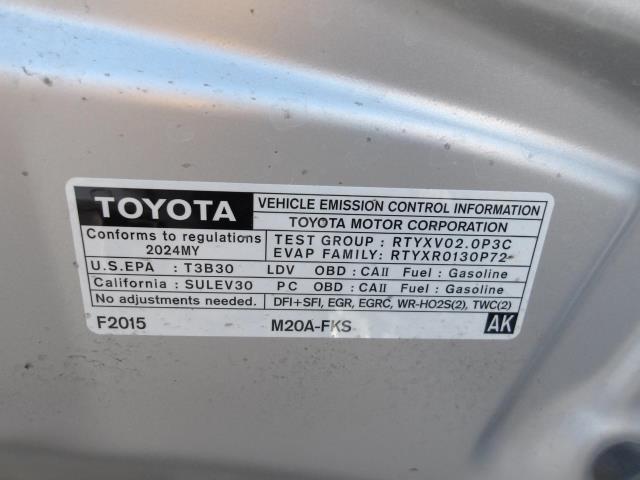 TOYOTA
VEHICLE EMISSION CONTROL INFORMATION
TOYOTA MOTOR CORPORATION
Conforms to regulations
2024MY
TEST GROUP : RTYXV02.0P3C
EVAP FAMILY: RTYXR0130P72
U.S.EPA : T3B30 LDV OBD : CAII Fuel : Gasoline
California : SULEV30 PC OBD : CAII Fuel : Gasoline
No adjustments needed. DFI+SFI, EGR, EGRC, WR-HO2S(2), TWC(2)
F2015 M20A-FKS AK